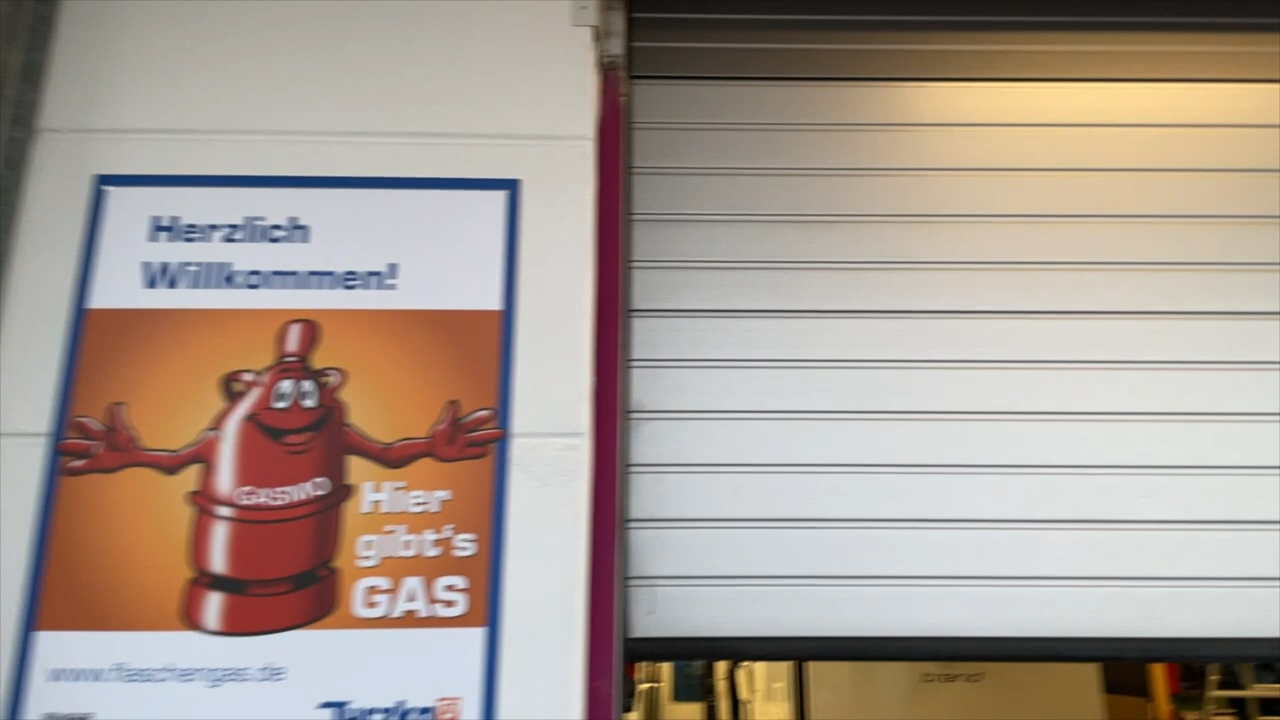 Herzlich
Willkommen!
GASWO
Hier
gibt's
GAS
www.flaschengas.de